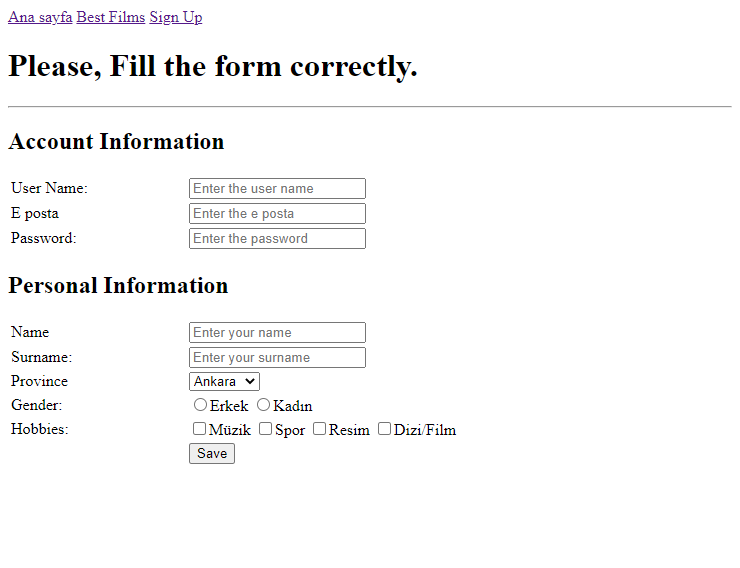 Ana sayfa Best Films Sign Up
Please, Fill the form correctly.
Account Information
User Name: Enter the user name
E posta Enter the e posta
Password: Enter the password
Personal Information
Name Enter your name
Surname: Enter your surname
Province Ankara
Gender: Erkek Kadın
Hobbies: Müzik Spor Resim Dizi/Film
Save